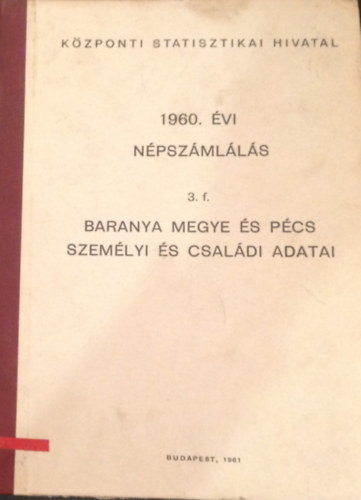 KÖZPONTI STATISZTIKAI HIVATAL
1960. ÉVI
NÉPSZÁMLÁLÁS
3. f.
BARANYA MEGYE ÉS PÉCS
SZEMÉLYI ÉS CSALÁDI ADATAI
BUDAPEST, 1961